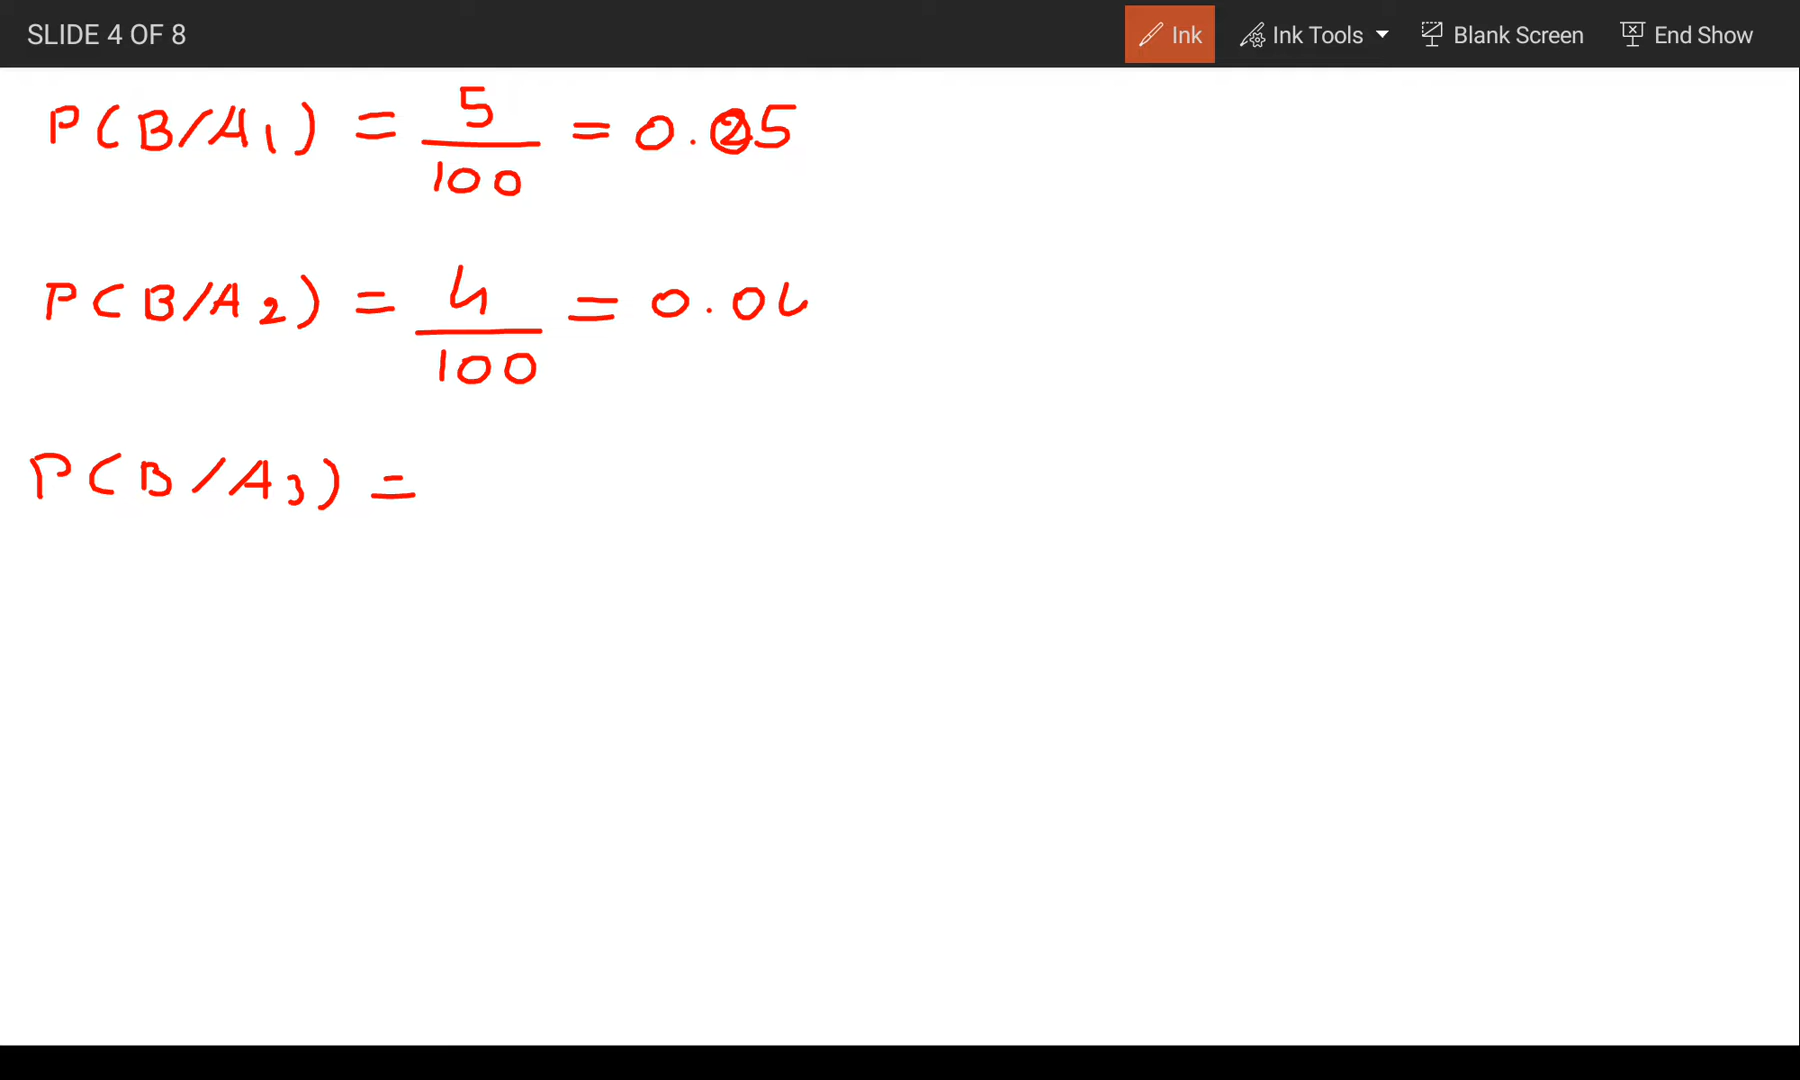 SLIDE 4 OF 8 Ink Ink Tools Blank Screen End Show
P(B/A₁) = 5/100 = 0.05
P(B/A₂) = 4/100 = 0.04
P(B/A₃) =